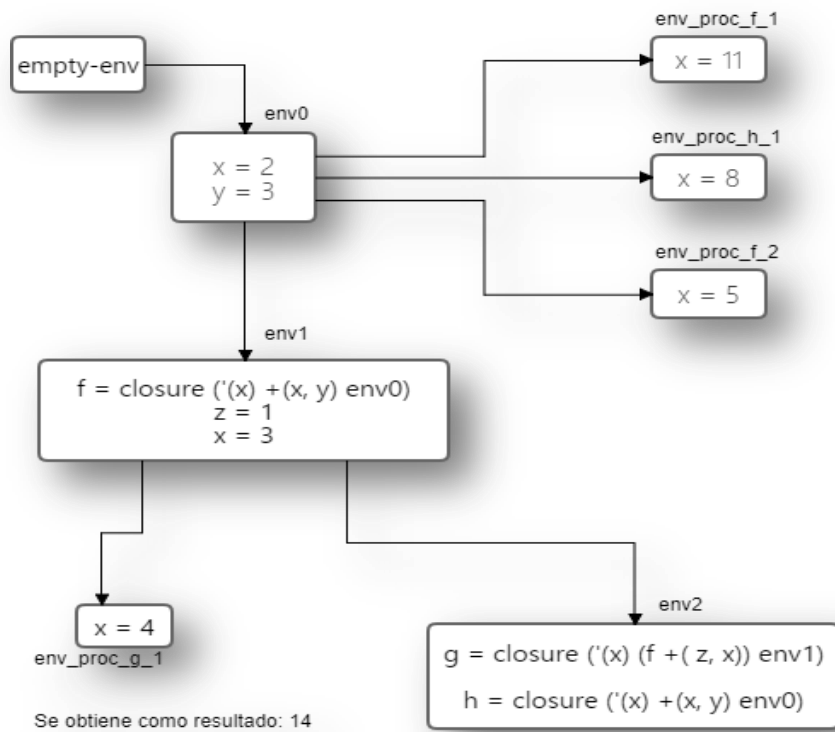 env_proc_f_1
empty-env
x = 11
env0
x = 2
y = 3
env_proc_h_1
x = 8
env_proc_f_2
x = 5
env1
f = closure ('(x) +(x, y) env0)
z = 1
x = 3
env2
x = 4
env_proc_g_1
g = closure ('(x) (f +( z, x)) env1)
h = closure ('(x) +(x, y) env0)
Se obtiene como resultado: 14